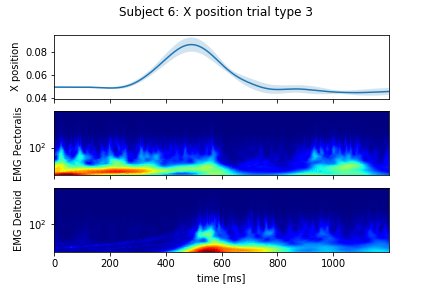 Subject 6: X position trial type 3
X position
0.08
0.06
0.04
EMG Pectoralis
10²
EMG Deltoid
10²
0 200 400 600 800 1000
time [ms]